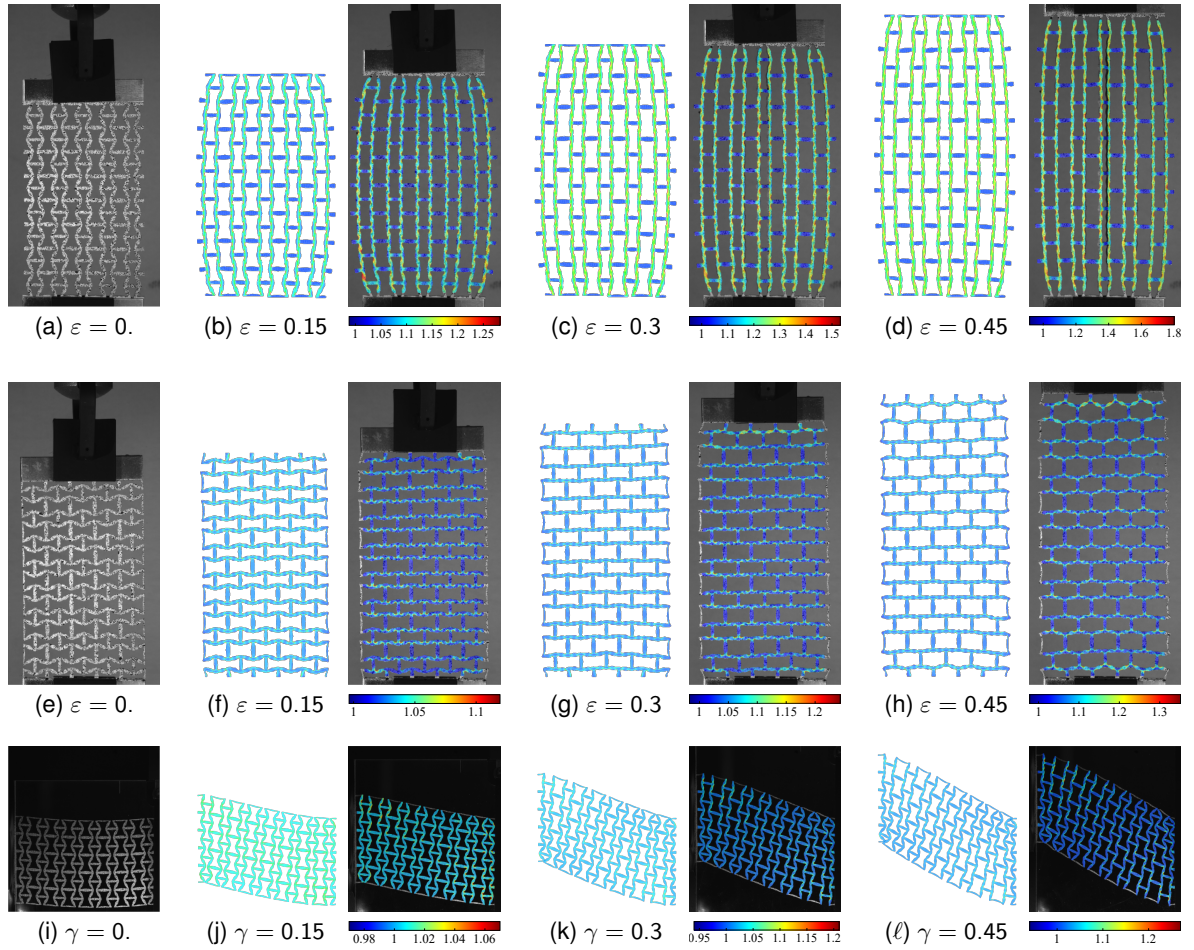 (a) ε = 0.
(b) ε = 0.15
1 1.05 1.1 1.15 1.2 1.25
(c) ε = 0.3
1 1.1 1.2 1.3 1.4 1.5
(d) ε = 0.45
1 1.2 1.4 1.6 1.8
(e) ε = 0.
(f) ε = 0.15
1 1.05 1.1
(g) ε = 0.3
1 1.05 1.1 1.15 1.2
(h) ε = 0.45
1 1.1 1.2 1.3
(i) γ = 0.
(j) γ = 0.15
0.98 1 1.02 1.04 1.06
(k) γ = 0.3
0.95 1 1.05 1.1 1.15 1.2
(ℓ) γ = 0.45
1 1.1 1.2